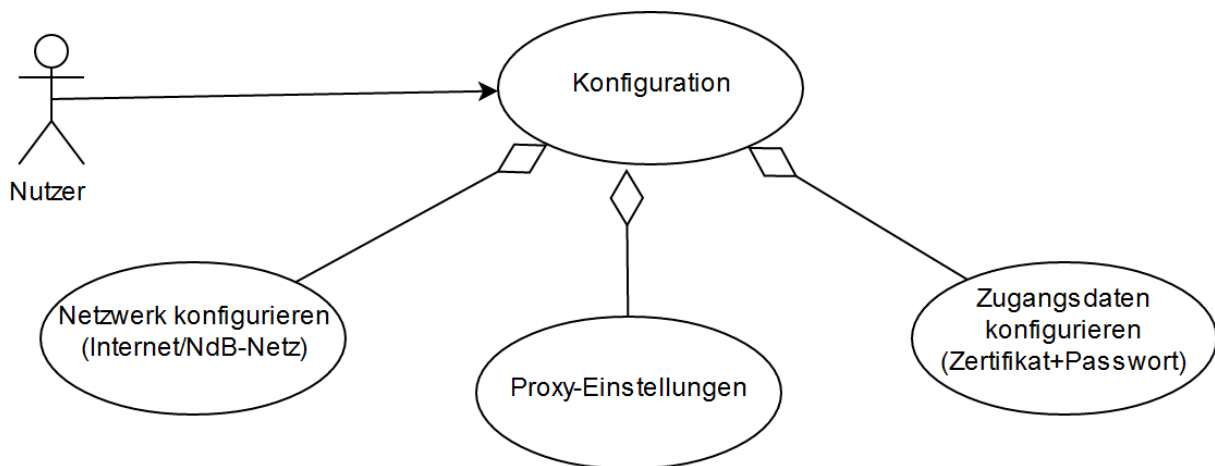 Konfiguration
Nutzer
Netzwerk konfigurieren
(Internet/NdB-Netz)
Proxy-Einstellungen
Zugangsdaten
konfigurieren
(Zertifikat+Passwort)